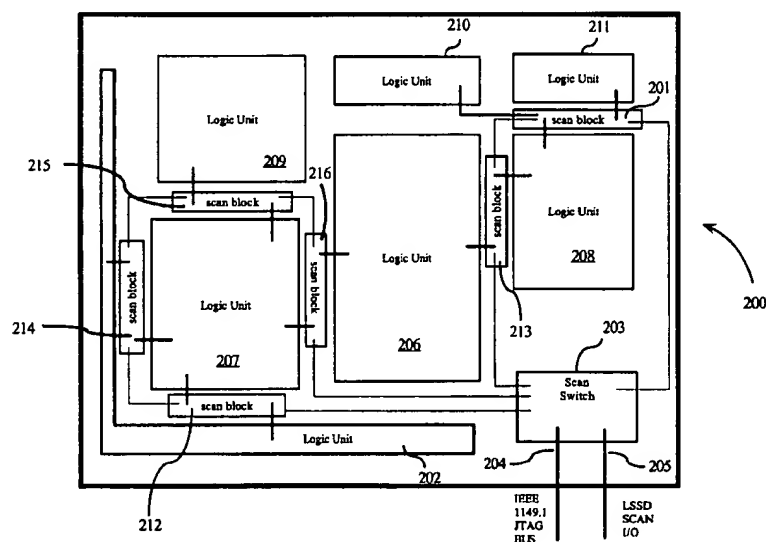 210
211
Logic Unit
Logic Unit
201
scan block
Logic Unit
209
215
216
scan block
scan block
Logic Unit
208
Logic Unit
206
scan block
scan block
Logic Unit
207
214
213
200
203
Scan
Switch
scan block
Logic Unit
202
212
204
205
IEEE
1149.1
JTAG
BUS
LSSD
SCAN
I/O